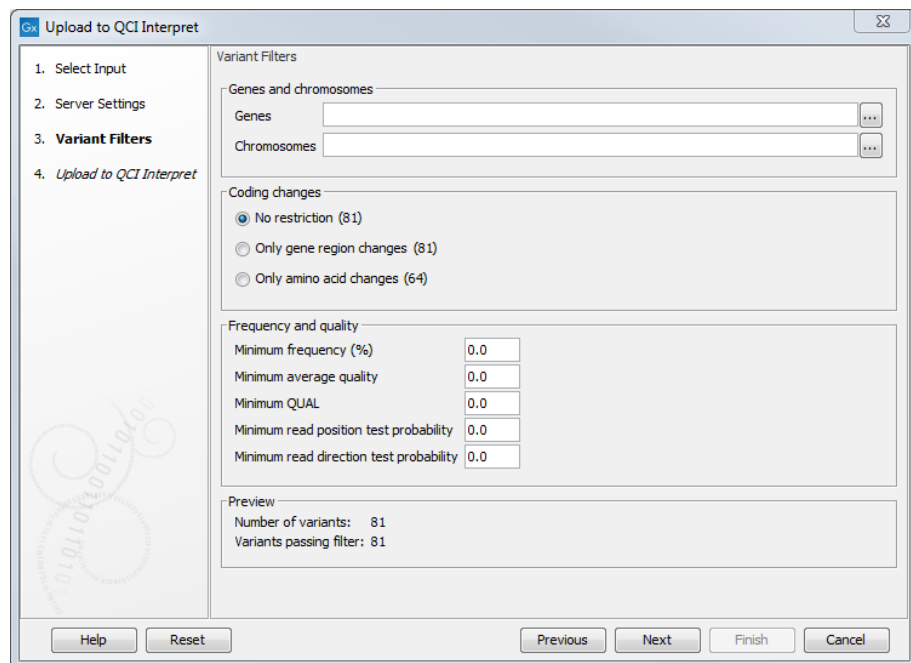 Gx Upload to QCI Interpret
1. Select Input
2. Server Settings
3. Variant Filters
4. Upload to QCI Interpret
Variant Filters
Genes and chromosomes
Genes ...
Chromosomes ...
Coding changes
No restriction (81)
Only gene region changes (81)
Only amino acid changes (64)
Frequency and quality
Minimum frequency (%) 0.0
Minimum average quality 0.0
Minimum QUAL 0.0
Minimum read position test probability 0.0
Minimum read direction test probability 0.0
Preview
Number of variants: 81
Variants passing filter: 81
Help Reset Previous Next Finish Cancel